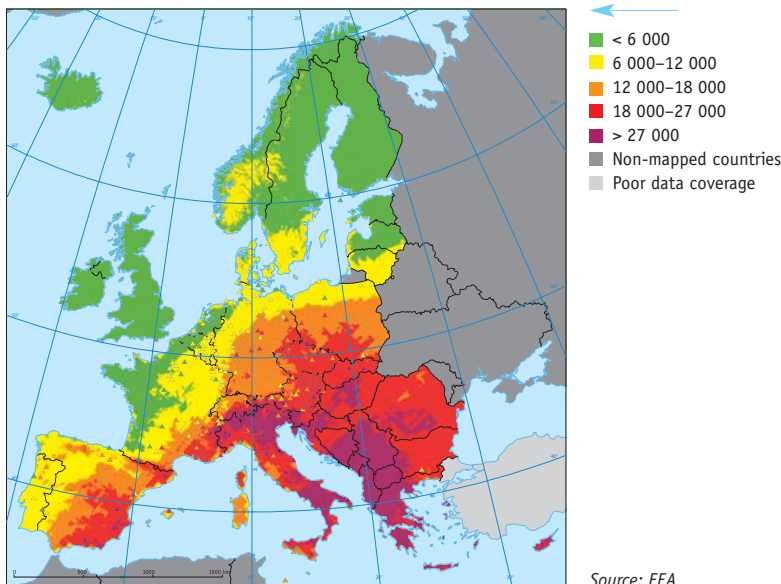 < 6 000
6 000–12 000
12 000–18 000
18 000–27 000
> 27 000
Non-mapped countries
Poor data coverage
0 500 1000 1500 km
Source: EEA